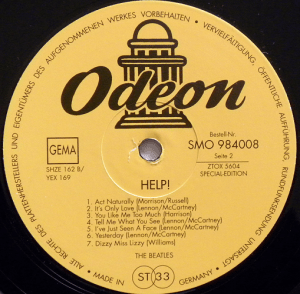 ALLE RECHTE DES PLATTENHERSTELLERS UND EIGENTÜMERS DES AUFGENOMMENEN WERKES VORBEHALTEN · VERVIELFÄLTIGUNG, ÖFFENTLICHE AUFFÜHRUNG, RUNDFUNKSENDUNG UNTERSAGT
Odeon
Bestell-Nr.
SMO 984008
Seite 2
ZTOX 5604
SPECIAL-EDITION
GEMA
SHZE 162 B/
YEX 169
HELP!
1. Act Naturally (Morrison/Russell)
2. It's Only Love (Lennon/McCartney)
3. You Like Me Too Much (Harrison)
4. Tell Me What You See (Lennon/McCartney)
5. I've Just Seen A Face (Lennon/McCartney)
6. Yesterday (Lennon/McCartney)
7. Dizzy Miss Lizzy (Williams)
THE BEATLES
MADE IN
ST 33
GERMANY